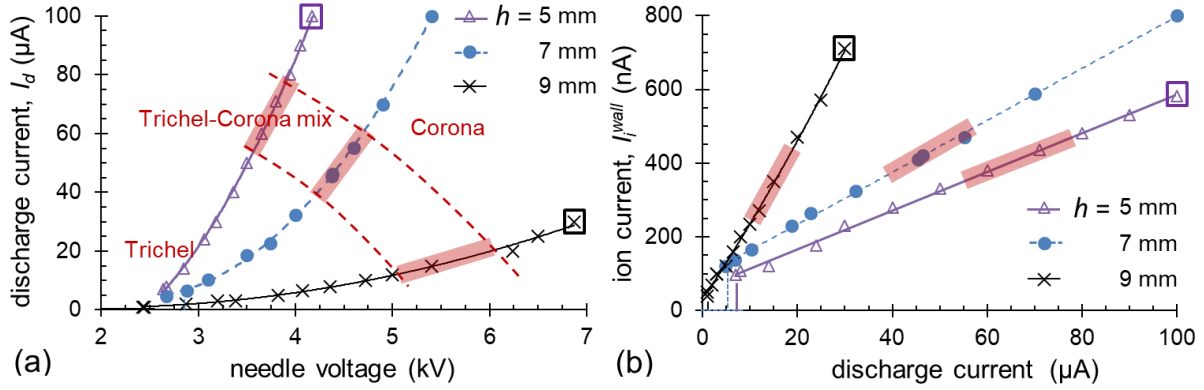 100
80
60
40
20
0
discharge current, I_d (µA)
2
3
4
5
6
7
needle voltage (kV)
(a)
h = 5 mm
7 mm
9 mm
Trichel-Corona mix
Corona
Trichel
800
600
400
200
0
ion current, I_i^wall (nA)
0
20
40
60
80
100
discharge current (µA)
(b)
h = 5 mm
7 mm
9 mm